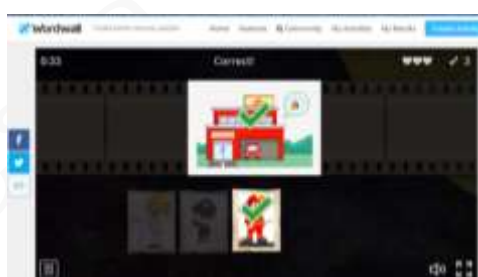 Wordwall
Home Features Community My Activities My Results
0:33 Correct! 3